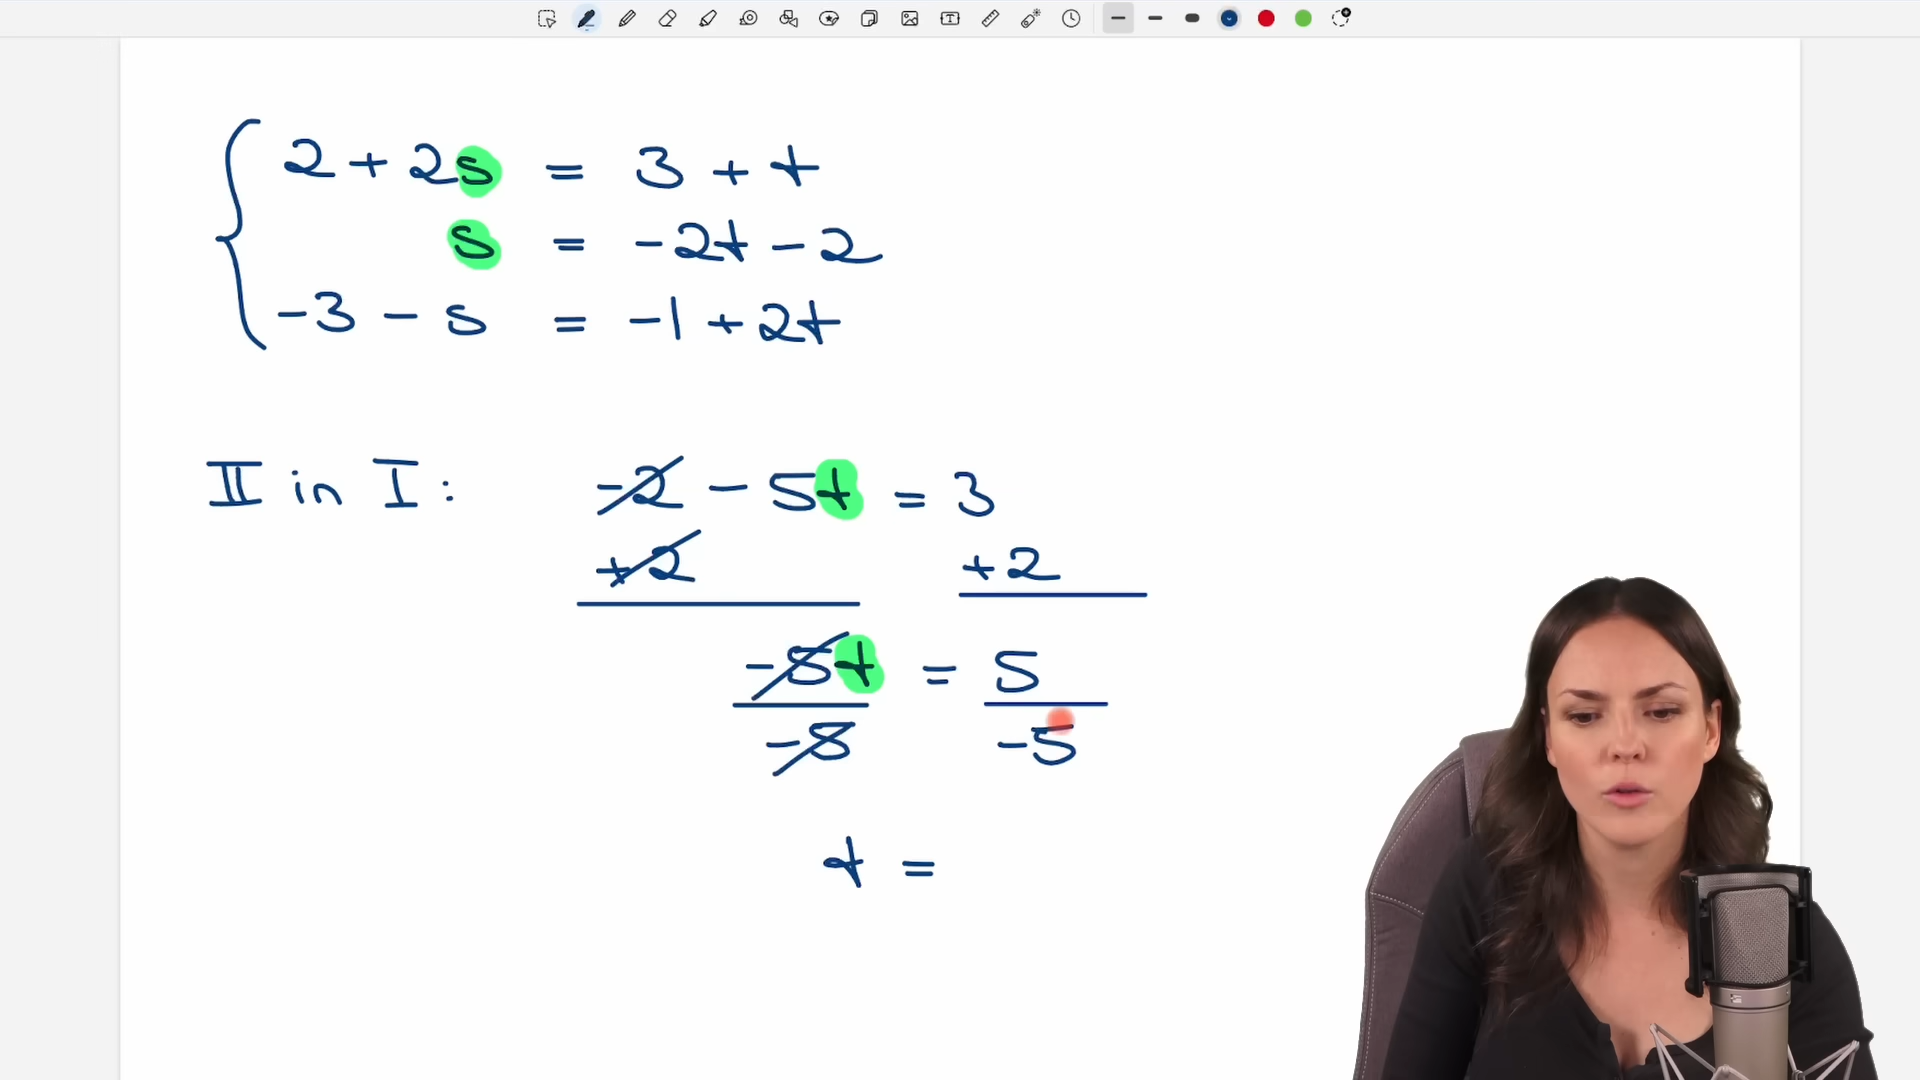 2 + 2s = 3 + t
s = -2t - 2
-3 - s = -1 + 2t
II in I: -2 - 5t = 3
+2 +2
-5t = 5
-5 -5
t =